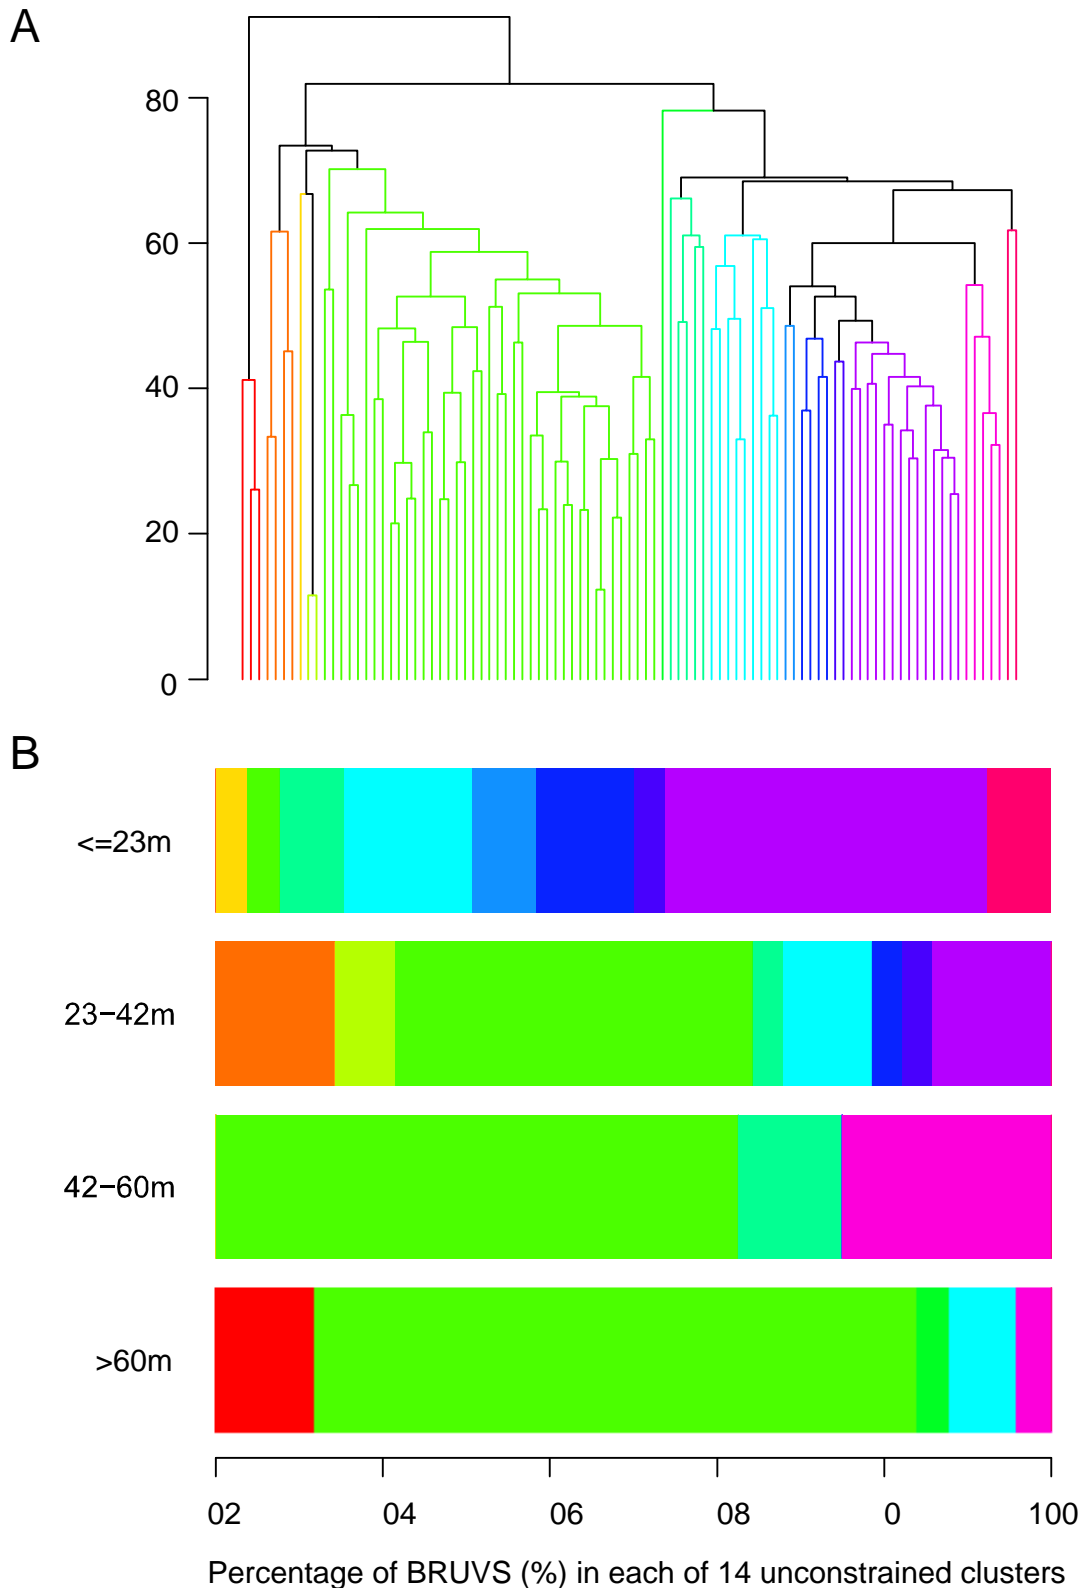 A
80
60
40
20
0
B
<=23m
23−42m
42−60m
>60m
02 04 06 08 0 100
Percentage of BRUVS (%) in each of 14 unconstrained clusters